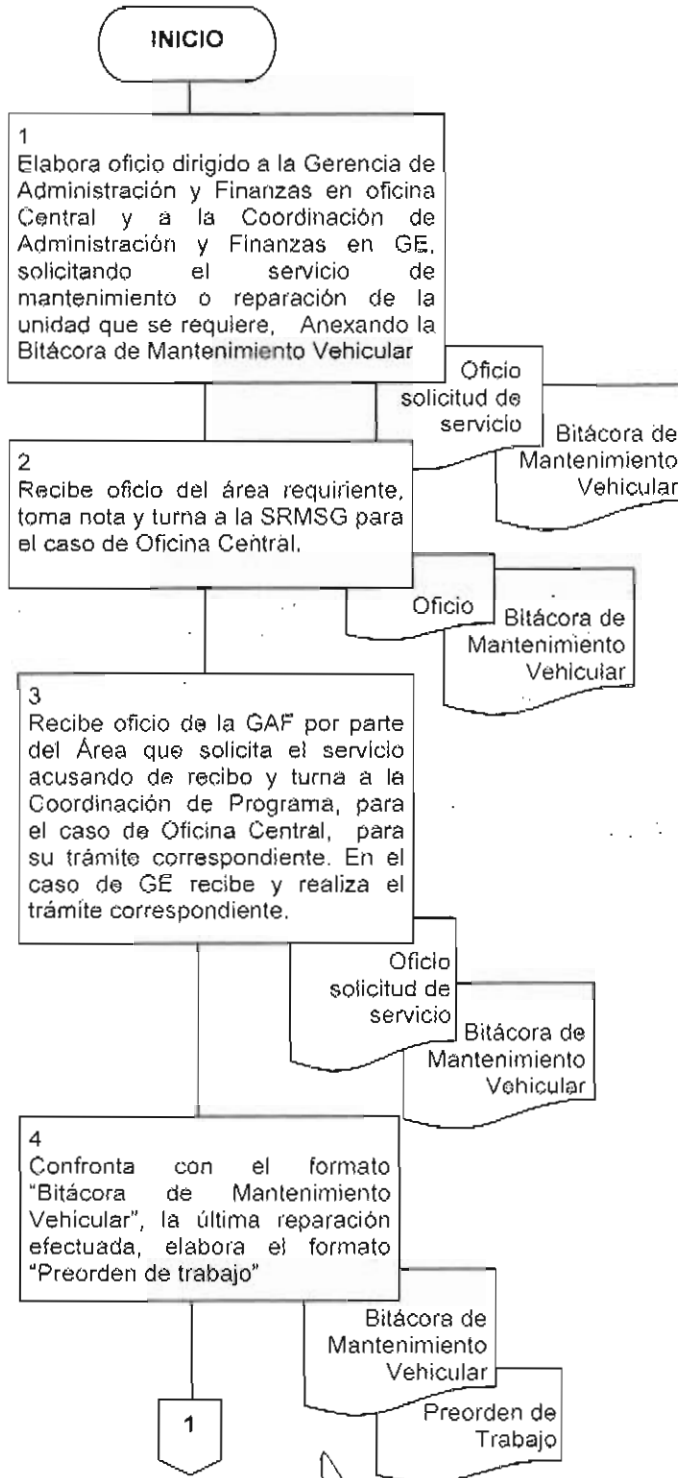 INICIO
1
Elabora oficio dirigido a la Gerencia de
Administración y Finanzas en oficina
Central y a la Coordinación de
Administración y Finanzas en GE,
solicitando el servicio de
mantenimiento o reparación de la
unidad que se requiere, Anexando la
Bitácora de Mantenimiento Vehicular
Oficio
solicitud de
servicio
Bitácora de
Mantenimiento
Vehicular
2
Recibe oficio del área requiriente,
toma nota y turna a la SRMSG para
el caso de Oficina Central.
Oficio
Bitácora de
Mantenimiento
Vehicular
3
Recibe oficio de la GAF por parte
del Área que solicita el servicio
acusando de recibo y turna a la
Coordinación de Programa, para
el caso de Oficina Central, para
su trámite correspondiente. En el
caso de GE recibe y realiza el
trámite correspondiente.
Oficio
solicitud de
servicio
Bitácora de
Mantenimiento
Vehicular
4
Confronta con el formato
"Bitácora de Mantenimiento
Vehicular", la última reparación
efectuada, elabora el formato
"Preorden de trabajo"
Bitácora de
Mantenimiento
Vehicular
Preorden de
Trabajo
1